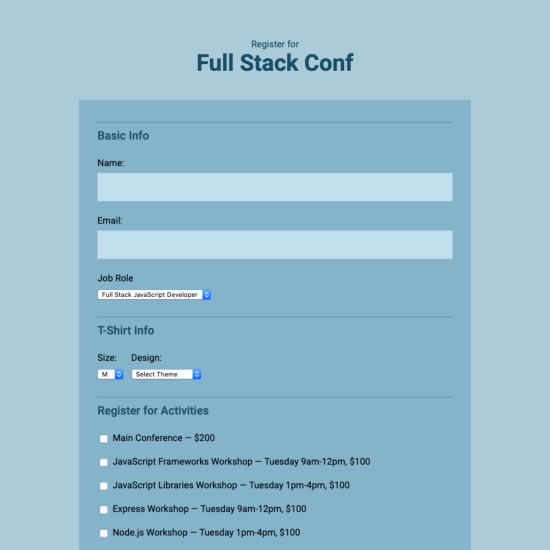 Register for
Full Stack Conf
Basic Info
Name:
Email:
Job Role
Full Stack JavaScript Developer
T-Shirt Info
Size: Design:
M Select Theme
Register for Activities
Main Conference — $200
JavaScript Frameworks Workshop — Tuesday 9am-12pm, $100
JavaScript Libraries Workshop — Tuesday 1pm-4pm, $100
Express Workshop — Tuesday 9am-12pm, $100
Node.js Workshop — Tuesday 1pm-4pm, $100